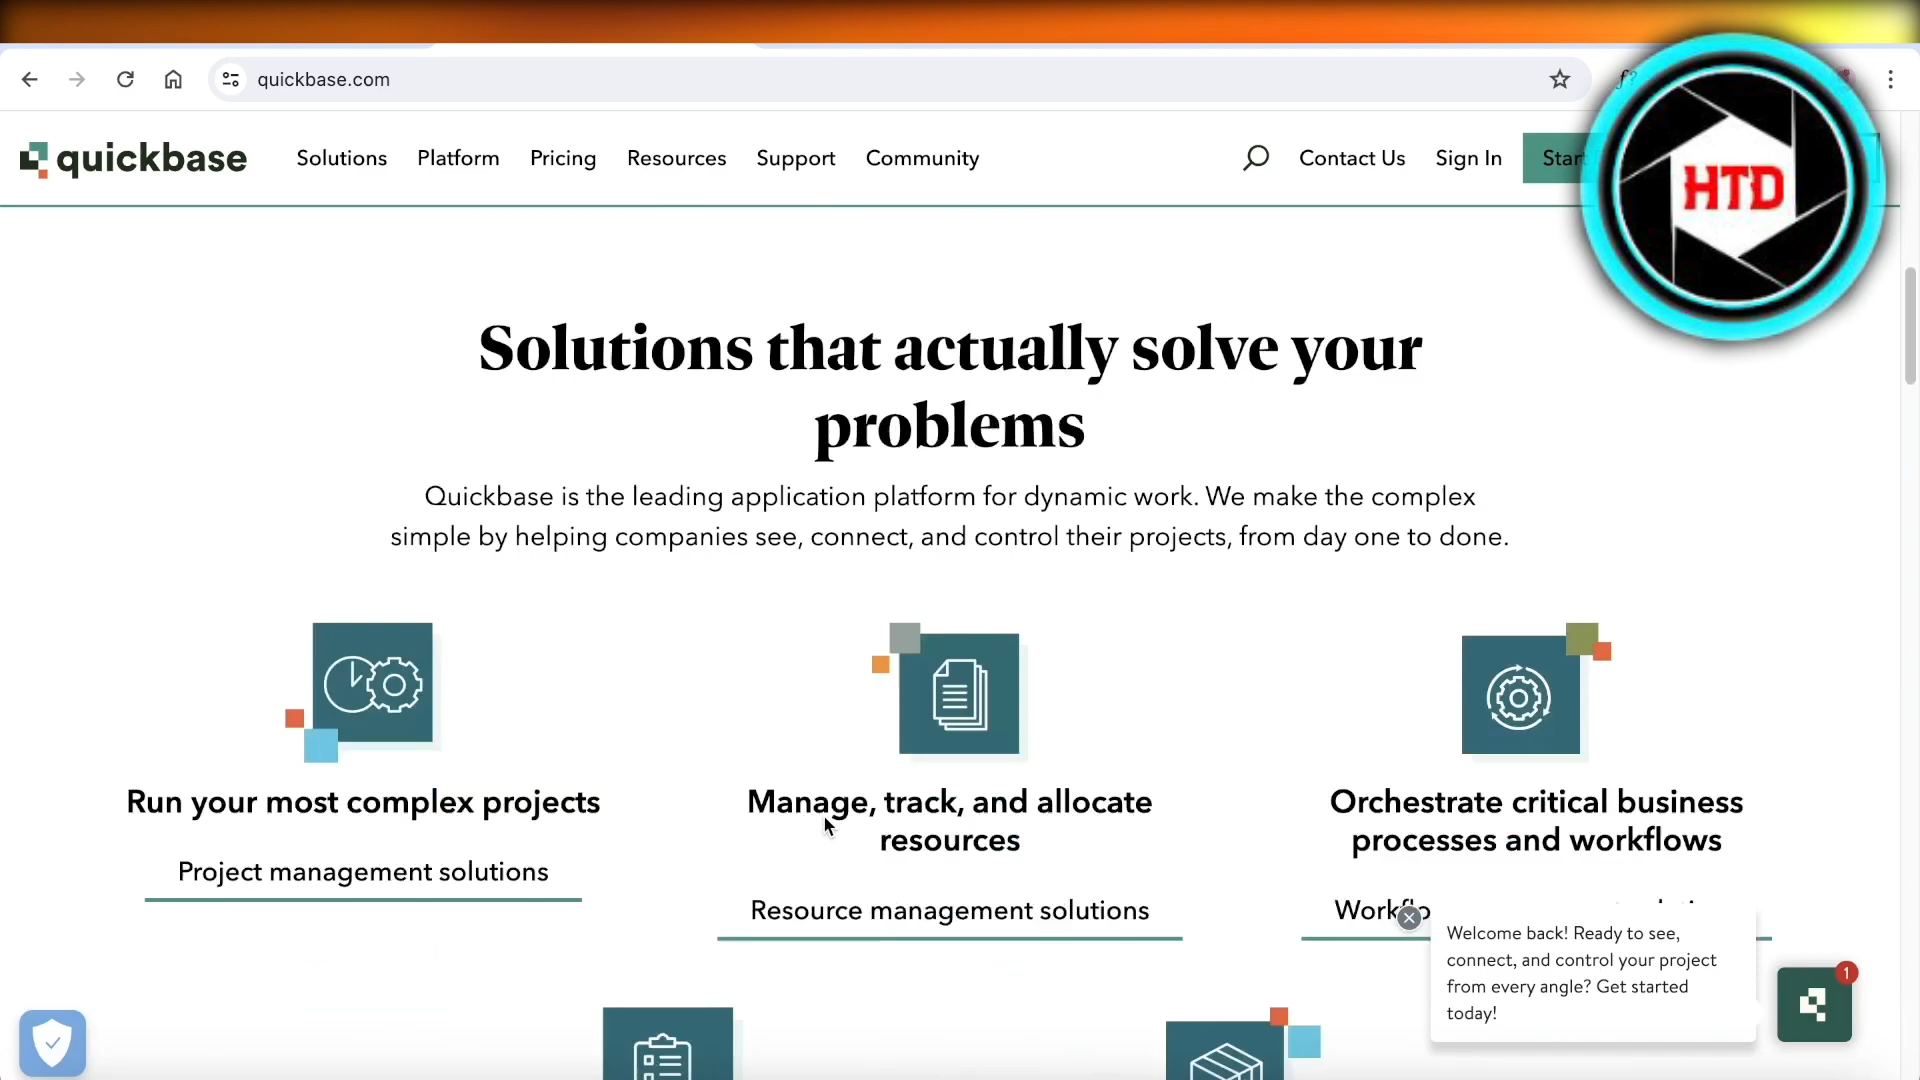 quickbase.com
quickbase
Solutions
Platform
Pricing
Resources
Support
Community
Contact Us
Sign In
Start
HTD
Solutions that actually solve your
problems
Quickbase is the leading application platform for dynamic work. We make the complex
simple by helping companies see, connect, and control their projects, from day one to done.
Run your most complex projects
Project management solutions
Manage, track, and allocate
resources
Resource management solutions
Orchestrate critical business
processes and workflows
Welcome back! Ready to see,
connect, and control your project
from every angle? Get started
today!
1